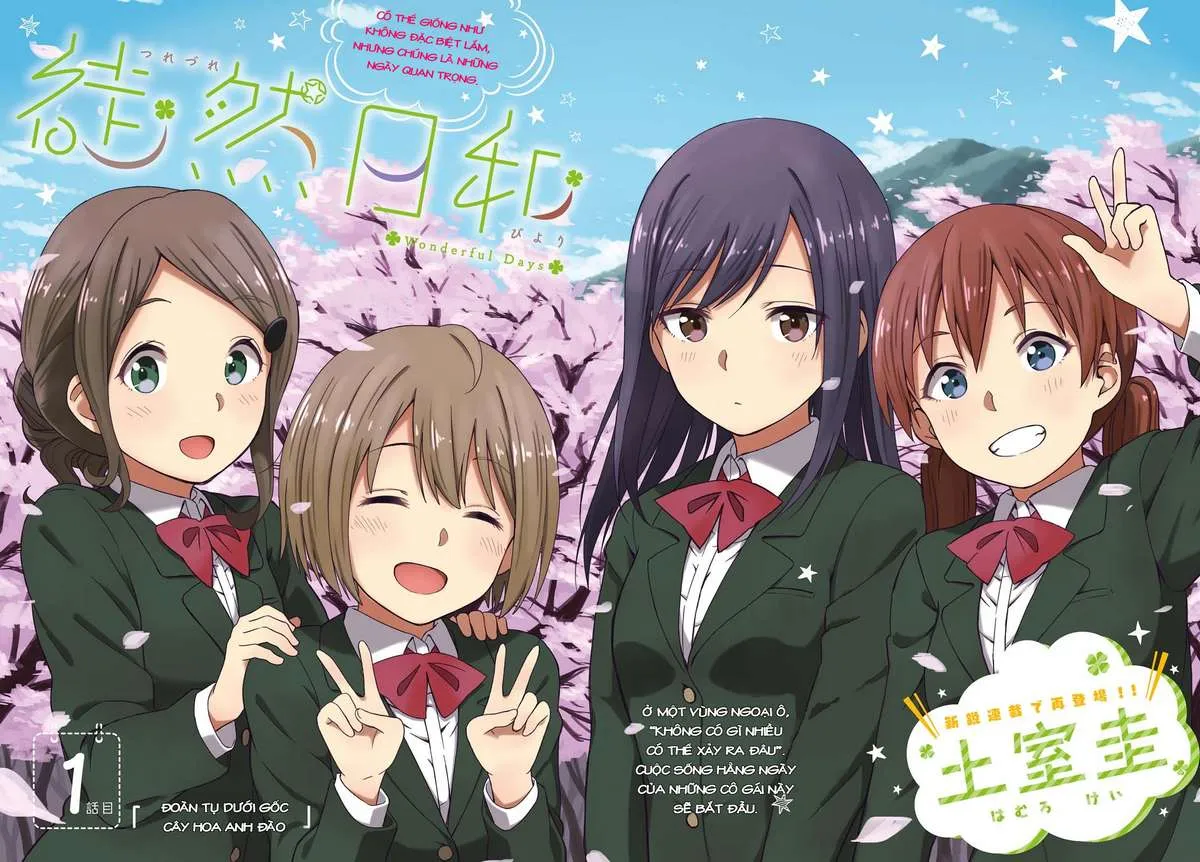 CÓ THỂ GIỐNG NHƯ
KHÔNG ĐẶC BIỆT LẮM,
NHƯNG CHÚNG LÀ NHỮNG
NGÀY QUAN TRỌNG.
つれづれ
徒然日和
びより
Wonderful Days
Ở MỘT VÙNG NGOẠI Ô,
"KHÔNG CÓ GÌ NHIỀU
CÓ THỂ XẢY RA ĐÂU".
CUỘC SỐNG HẰNG NGÀY
CỦA NHỮNG CÔ GÁI NÀY
SẼ BẮT ĐẦU.
新鋭連載で再登場!!
土室圭
はむろ けい
1話目
「ĐOÀN TỤ DƯỚI GỐC
CÂY HOA ANH ĐÀO」